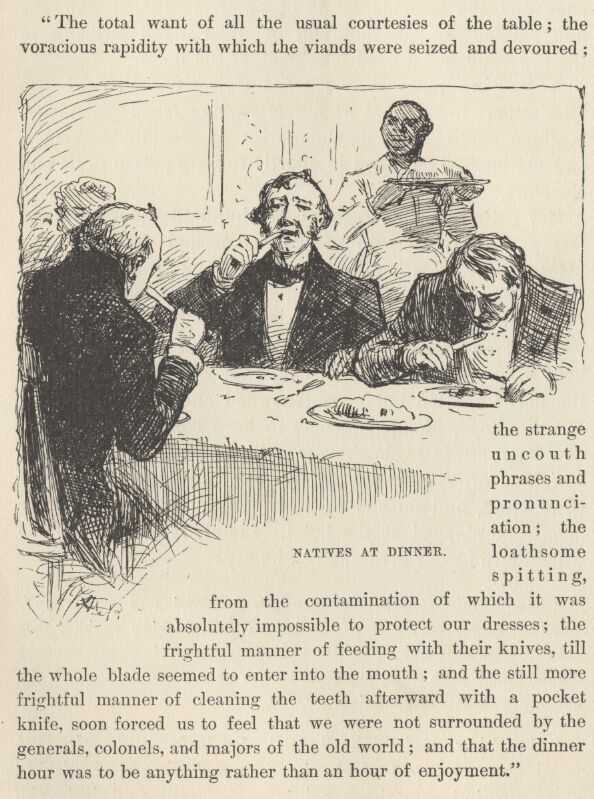 "The total want of all the usual courtesies of the table; the
voracious rapidity with which the viands were seized and devoured;
the strange
uncouth
phrases and
pronunci-
ation; the
loathsome
spitting,
NATIVES AT DINNER.
from the contamination of which it was
absolutely impossible to protect our dresses; the
frightful manner of feeding with their knives, till
the whole blade seemed to enter into the mouth; and the still more
frightful manner of cleaning the teeth afterward with a pocket
knife, soon forced us to feel that we were not surrounded by the
generals, colonels, and majors of the old world; and that the dinner
hour was to be anything rather than an hour of enjoyment."